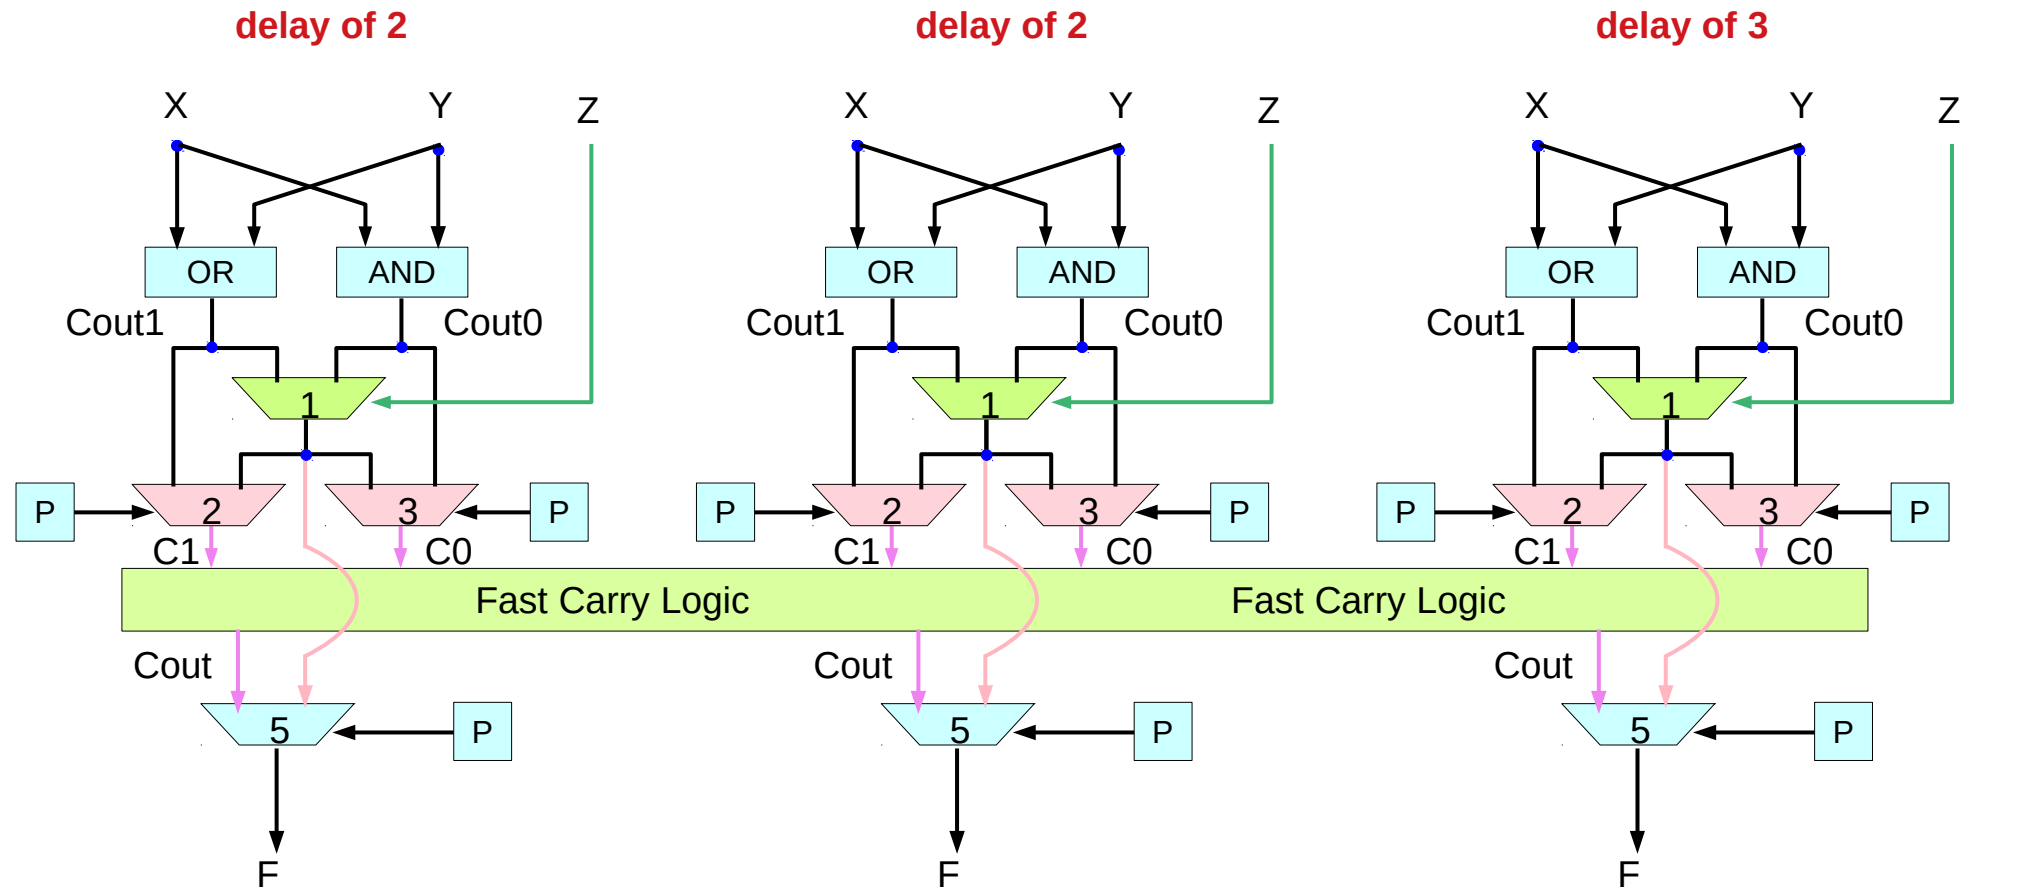 delay of 2 delay of 2 delay of 3
X Y Z X Y Z X Y Z
OR AND OR AND OR AND
Cout1 Cout0 Cout1 Cout0 Cout1 Cout0
1 1 1
P 2 3 P P 2 3 P P 2 3 P
C1 C0 C1 C0 C1 C0
Fast Carry Logic Fast Carry Logic
Cout Cout Cout
5 P 5 P 5 P
F F F